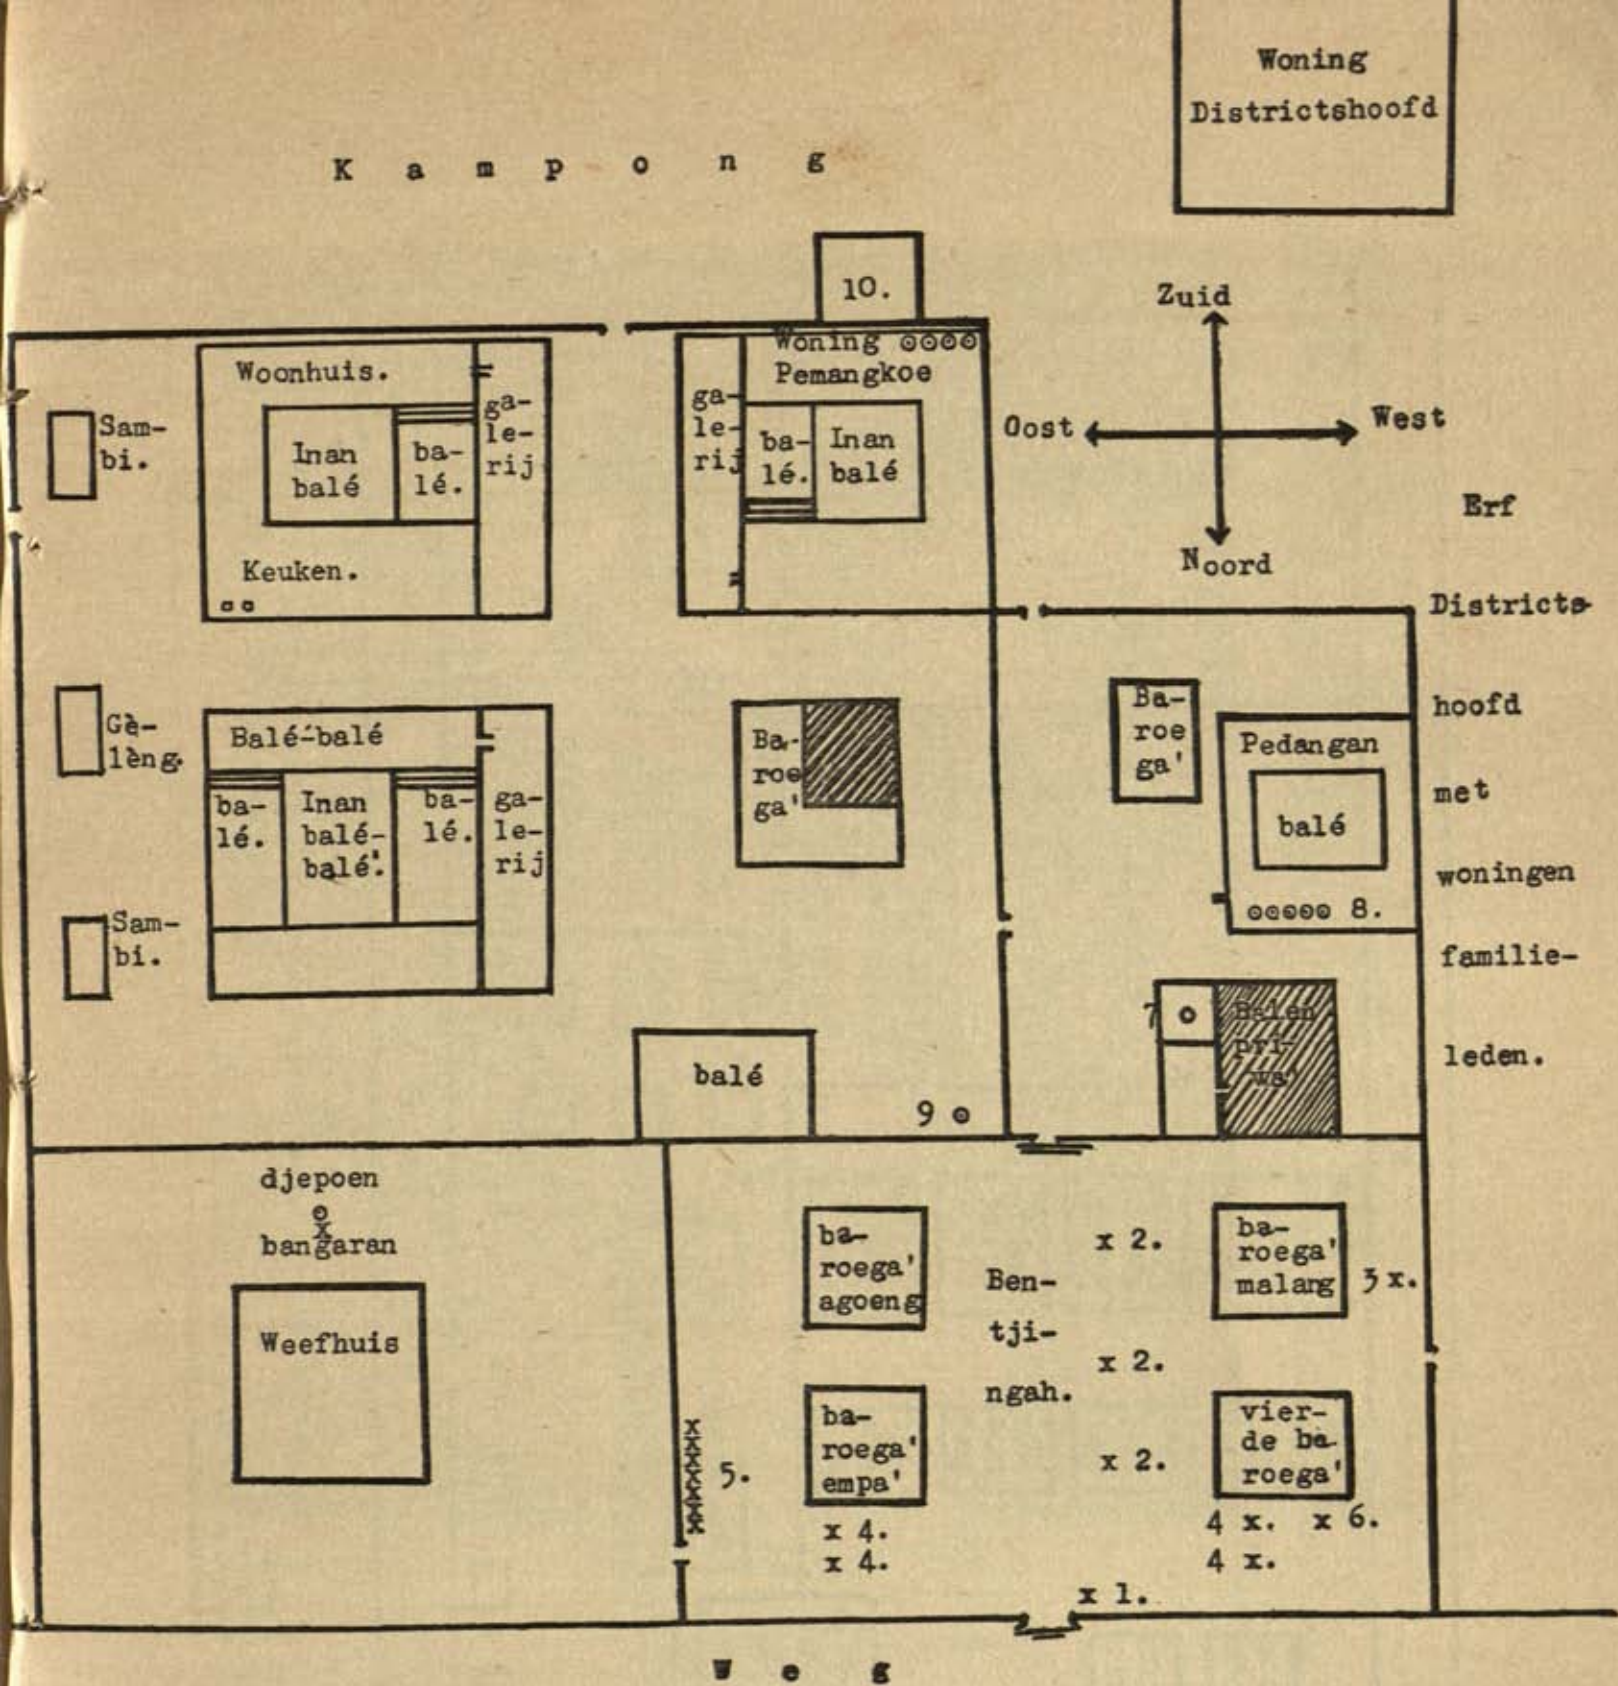 Woning
Districtshoofd
K a m p o n g
10.
Zuid
Oost
West
Noord
Woonhuis.
Inan
balé
ba-
lé.
ga-
le-
rij
Keuken.
Sam-
bi.
Woning
Pemangkoe
ga-
le-
rij
ba-
lé.
Inan
balé
Erf
Districts-
hoofd
met
woningen
familie-
leden.
Gè-
lèng.
Balé-balé
ba-
lé.
Inan
balé-
balé.
ba-
lé.
ga-
le-
rij
Sam-
bi.
Ba-
roe
ga'
Ba-
roe
ga'
Pedangan
balé
8.
7
Balen
pri-
wa'
balé
9
djepoen
x
bangaran
Weefhuis
xxxxxxx
5.
ba-
roega'
agoeng
Ben-
tji-
ngah.
x 2.
x 2.
x 2.
ba-
roega'
malang
3 x.
ba-
roega'
empa'
x 4.
x 4.
vier-
de ba
roega'
4 x. x 6.
4 x.
x 1.
W e g